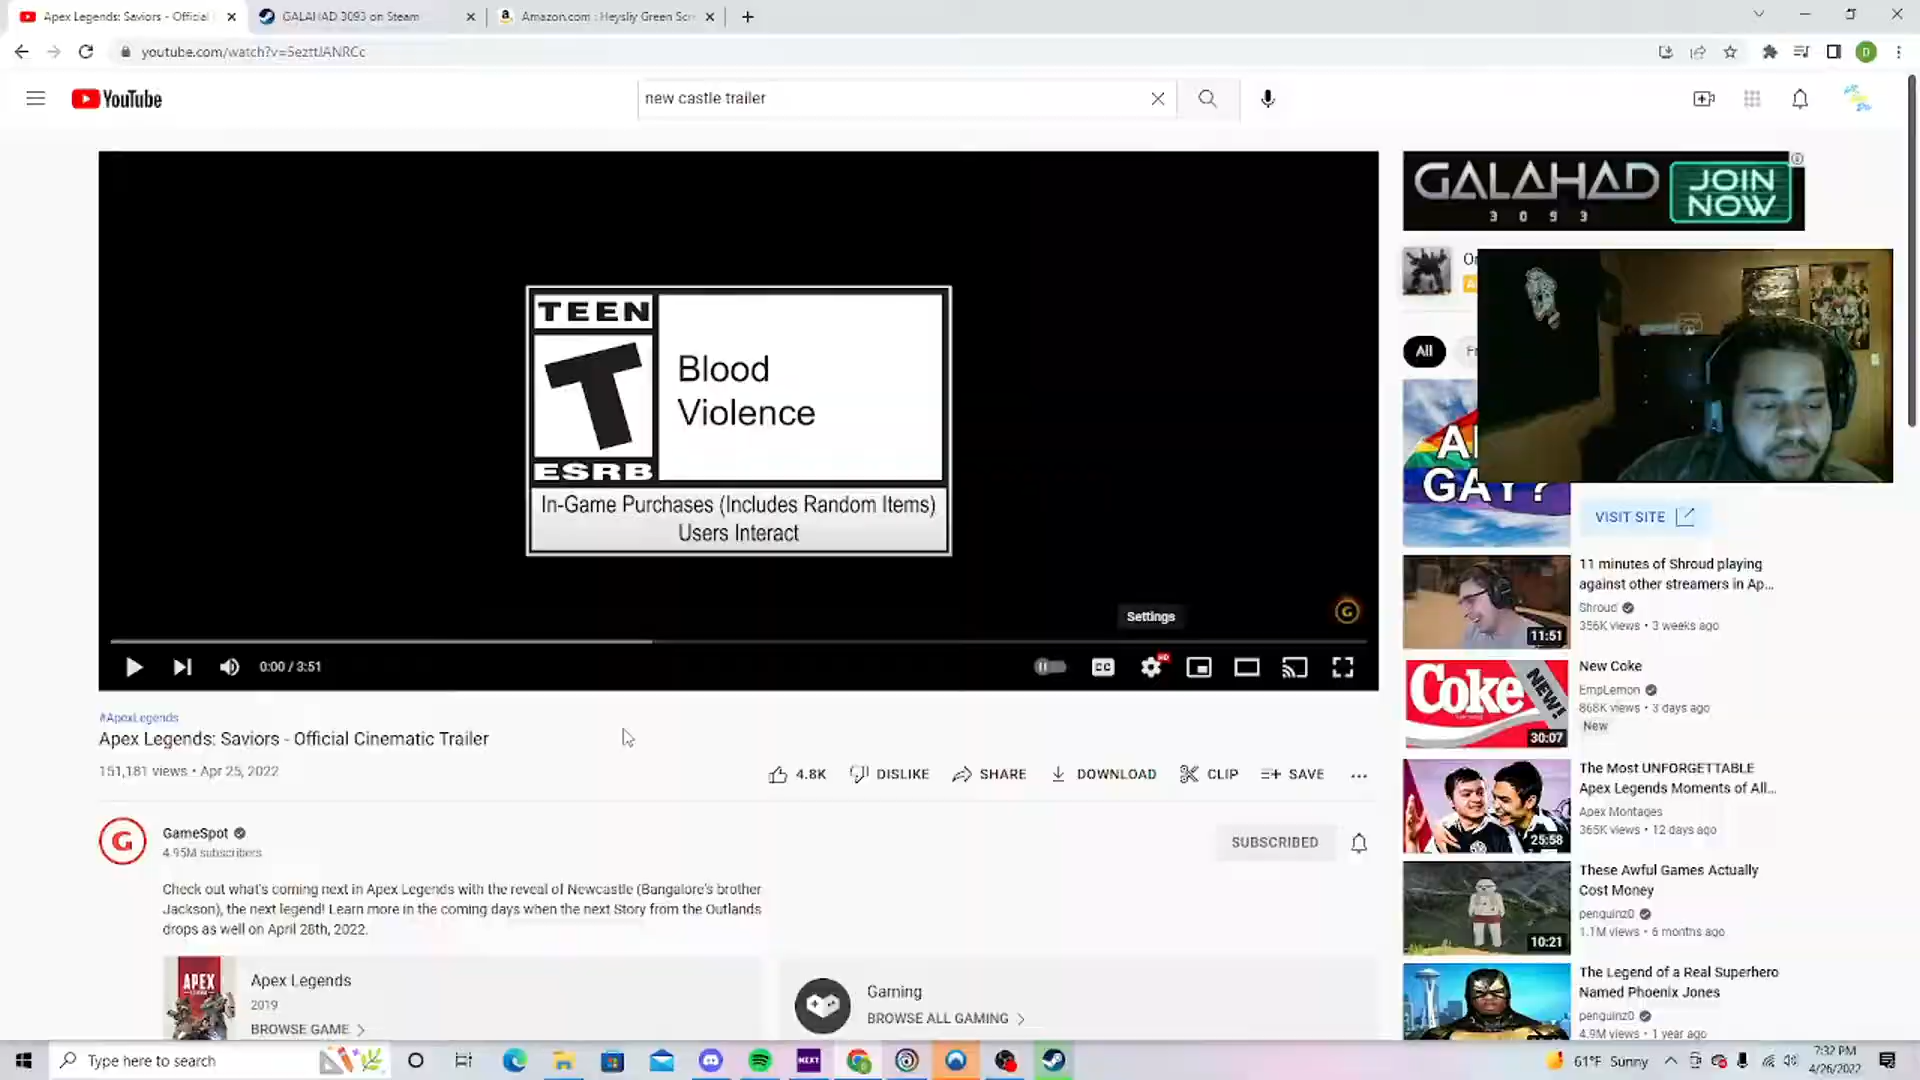 Apex Legends: Saviors - Official
GALAHAD 3093 on Steam
Amazon.com : Heysliy Green Scr
youtube.com/watch?v=5ezttJANRCc
D
YouTube
new castle trailer
TEEN
T
ESRB
Blood
Violence
In-Game Purchases (Includes Random Items)
Users Interact
Settings
G
0:00 / 3:51
CC
HD
#ApexLegends
Apex Legends: Saviors - Official Cinematic Trailer
151,181 views • Apr 25, 2022
4.8K
DISLIKE
SHARE
DOWNLOAD
CLIP
SAVE
G
GameSpot
4.95M subscribers
SUBSCRIBED
Check out what's coming next in Apex Legends with the reveal of Newcastle (Bangalore's brother
Jackson), the next legend! Learn more in the coming days when the next Story from the Outlands
drops as well on April 28th, 2022.
APEX
Apex Legends
2019
BROWSE GAME
Gaming
BROWSE ALL GAMING
GALAHAD
3093
JOIN
NOW
All
GAY?
VISIT SITE
11 minutes of Shroud playing
against other streamers in Ap...
Shroud
356K views • 3 weeks ago
11:51
Coke
NEW!
30:07
New Coke
EmpLemon
868K views • 3 days ago
New
The Most UNFORGETTABLE
Apex Legends Moments of All...
Apex Montages
365K views • 12 days ago
25:58
These Awful Games Actually
Cost Money
penguinz0
1.1M views • 6 months ago
10:21
The Legend of a Real Superhero
Named Phoenix Jones
penguinz0
4.9M views • 1 year ago
Type here to search
NEXT
61°F Sunny
7:32 PM
4/26/2022